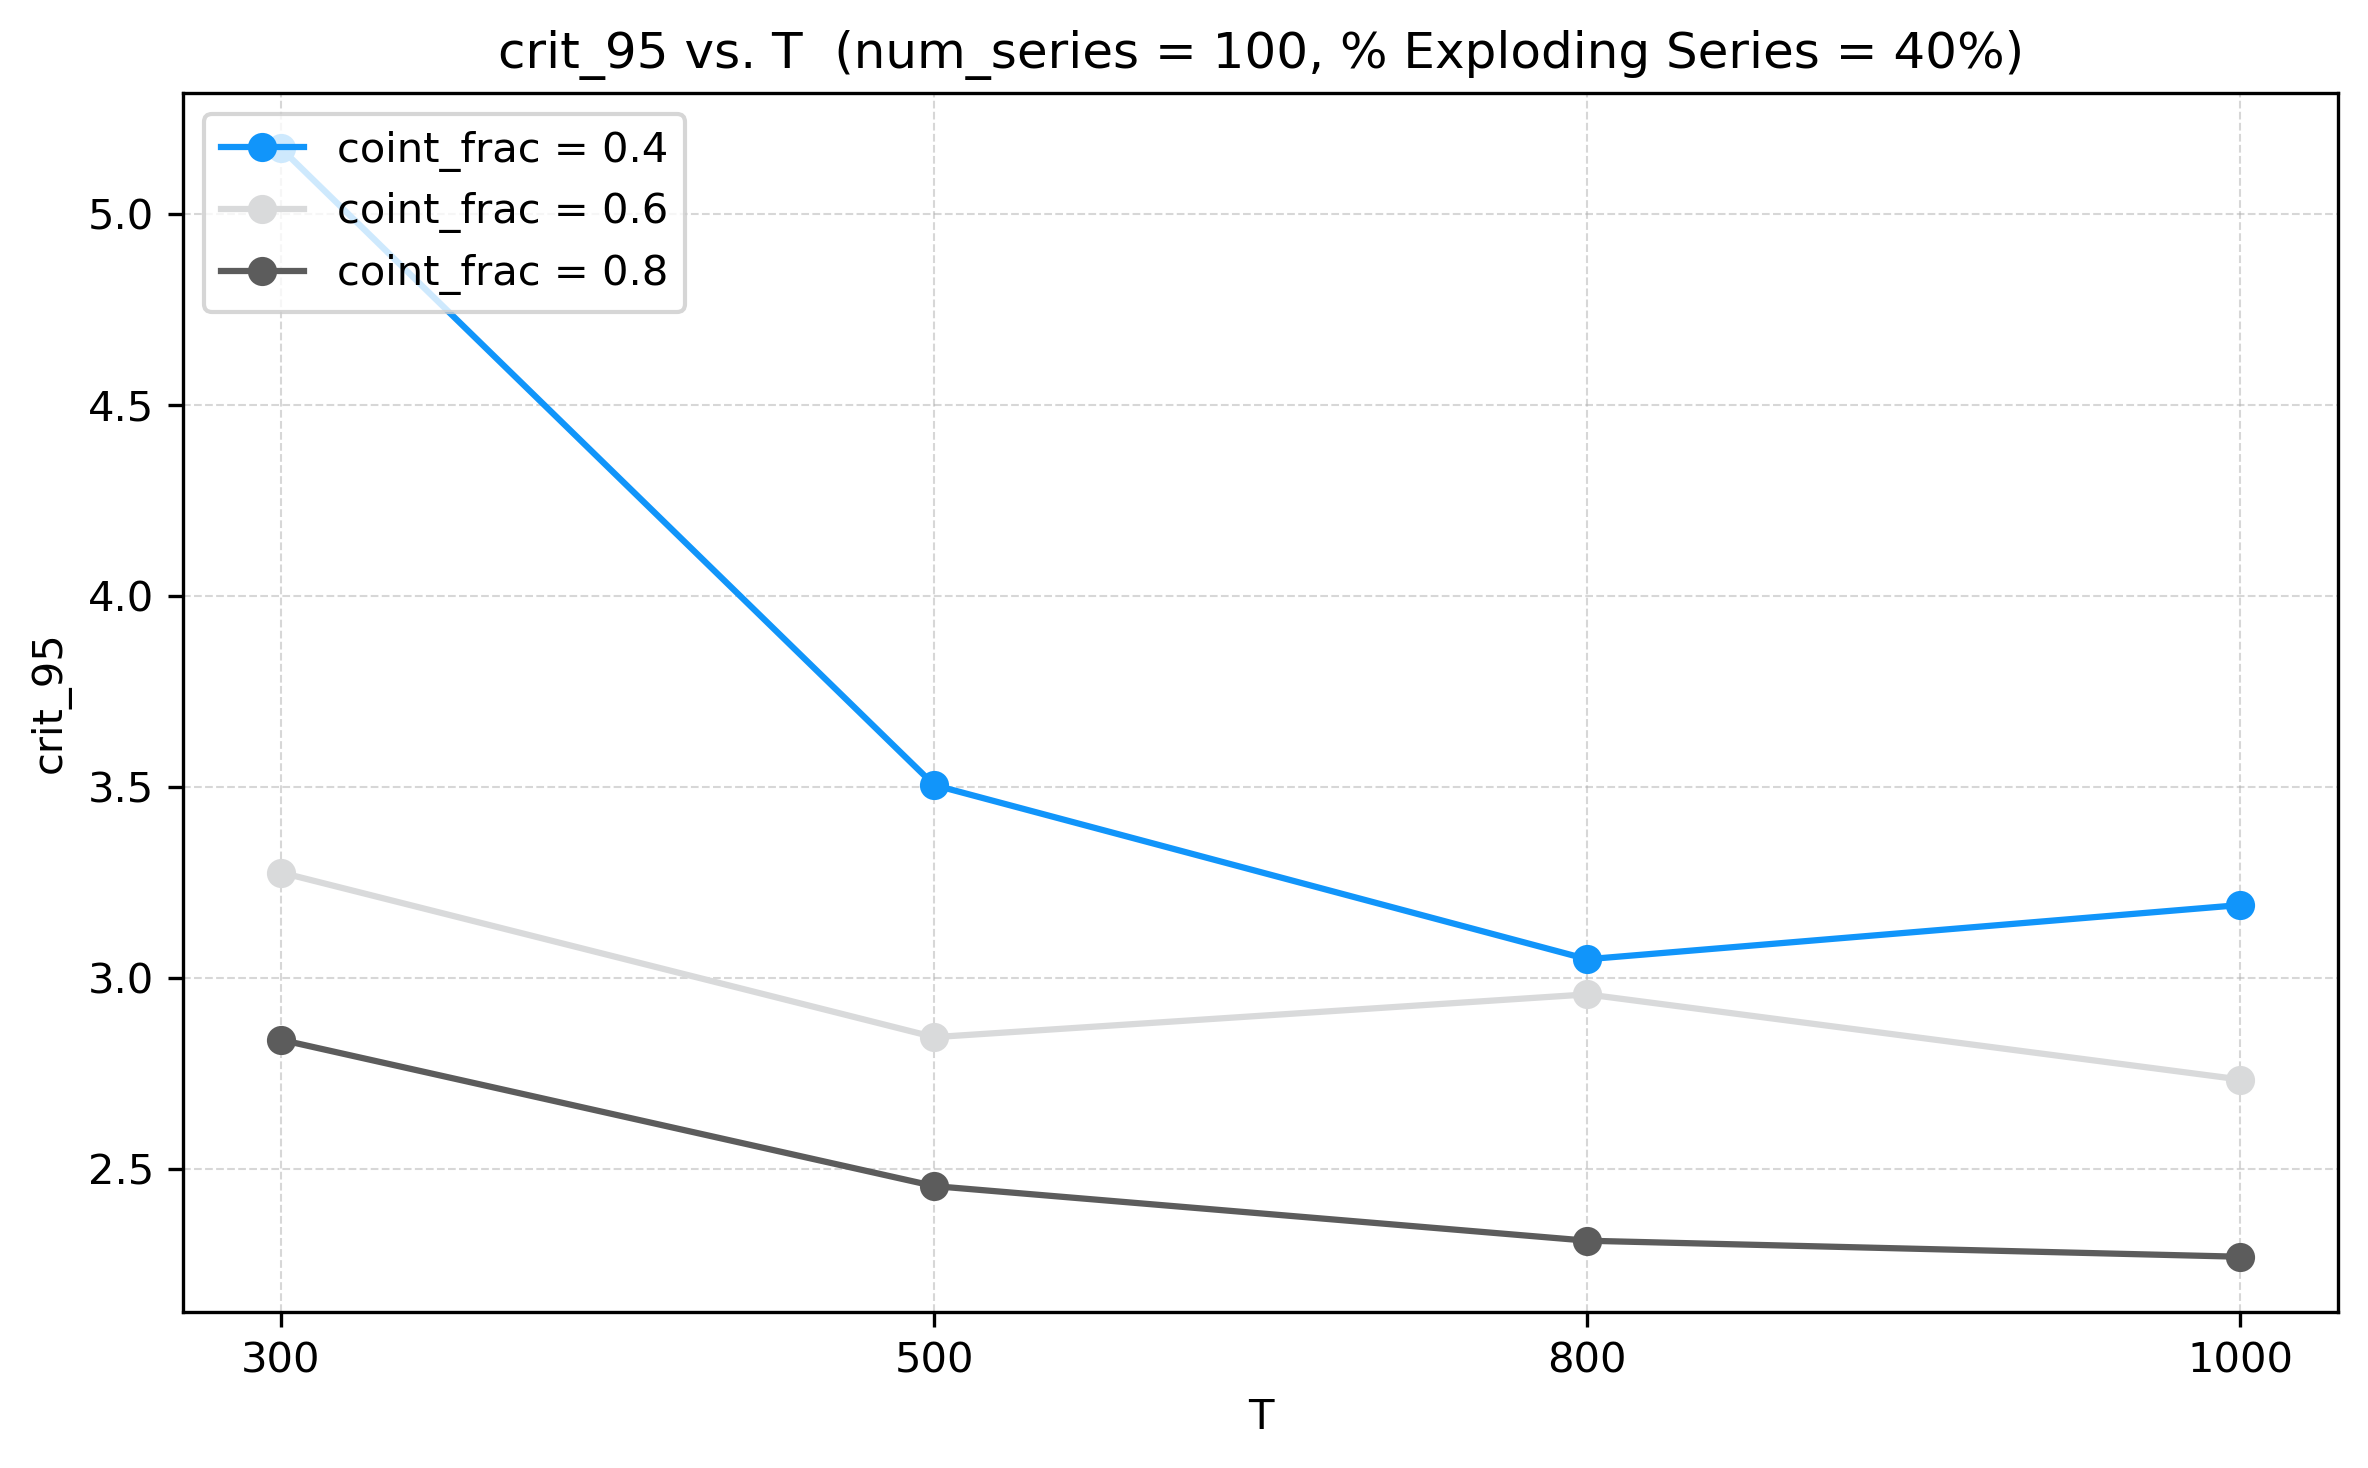 crit_95 vs. T  (num_series = 100, % Exploding Series = 40%)
coint_frac = 0.4
coint_frac = 0.6
coint_frac = 0.8
5.0
4.5
4.0
3.5
3.0
2.5
crit_95
300 500 800 1000
T